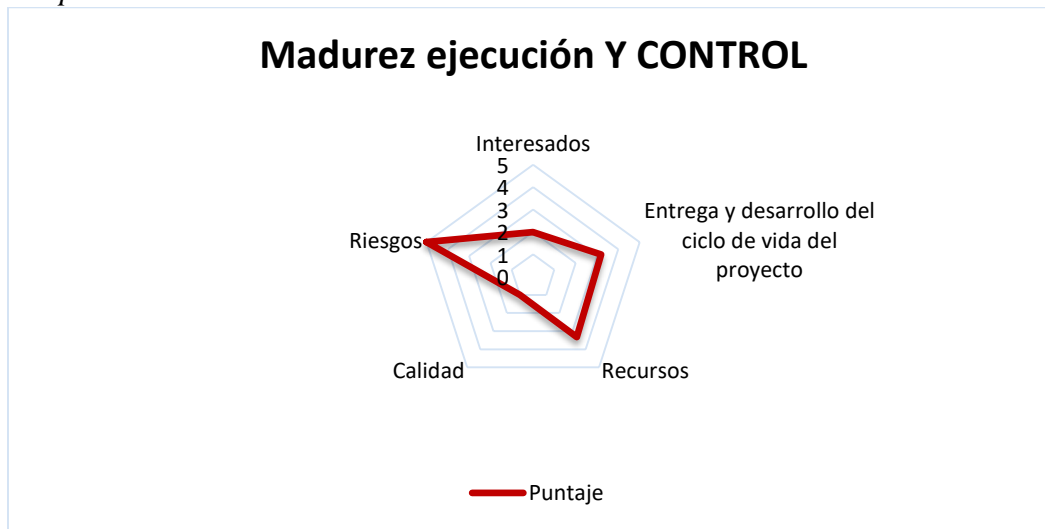 Madurez ejecución Y CONTROL
Interesados
5
4
3
2
1
0
Entrega y desarrollo del
ciclo de vida del
proyecto
Riesgos
Calidad
Recursos
Puntaje